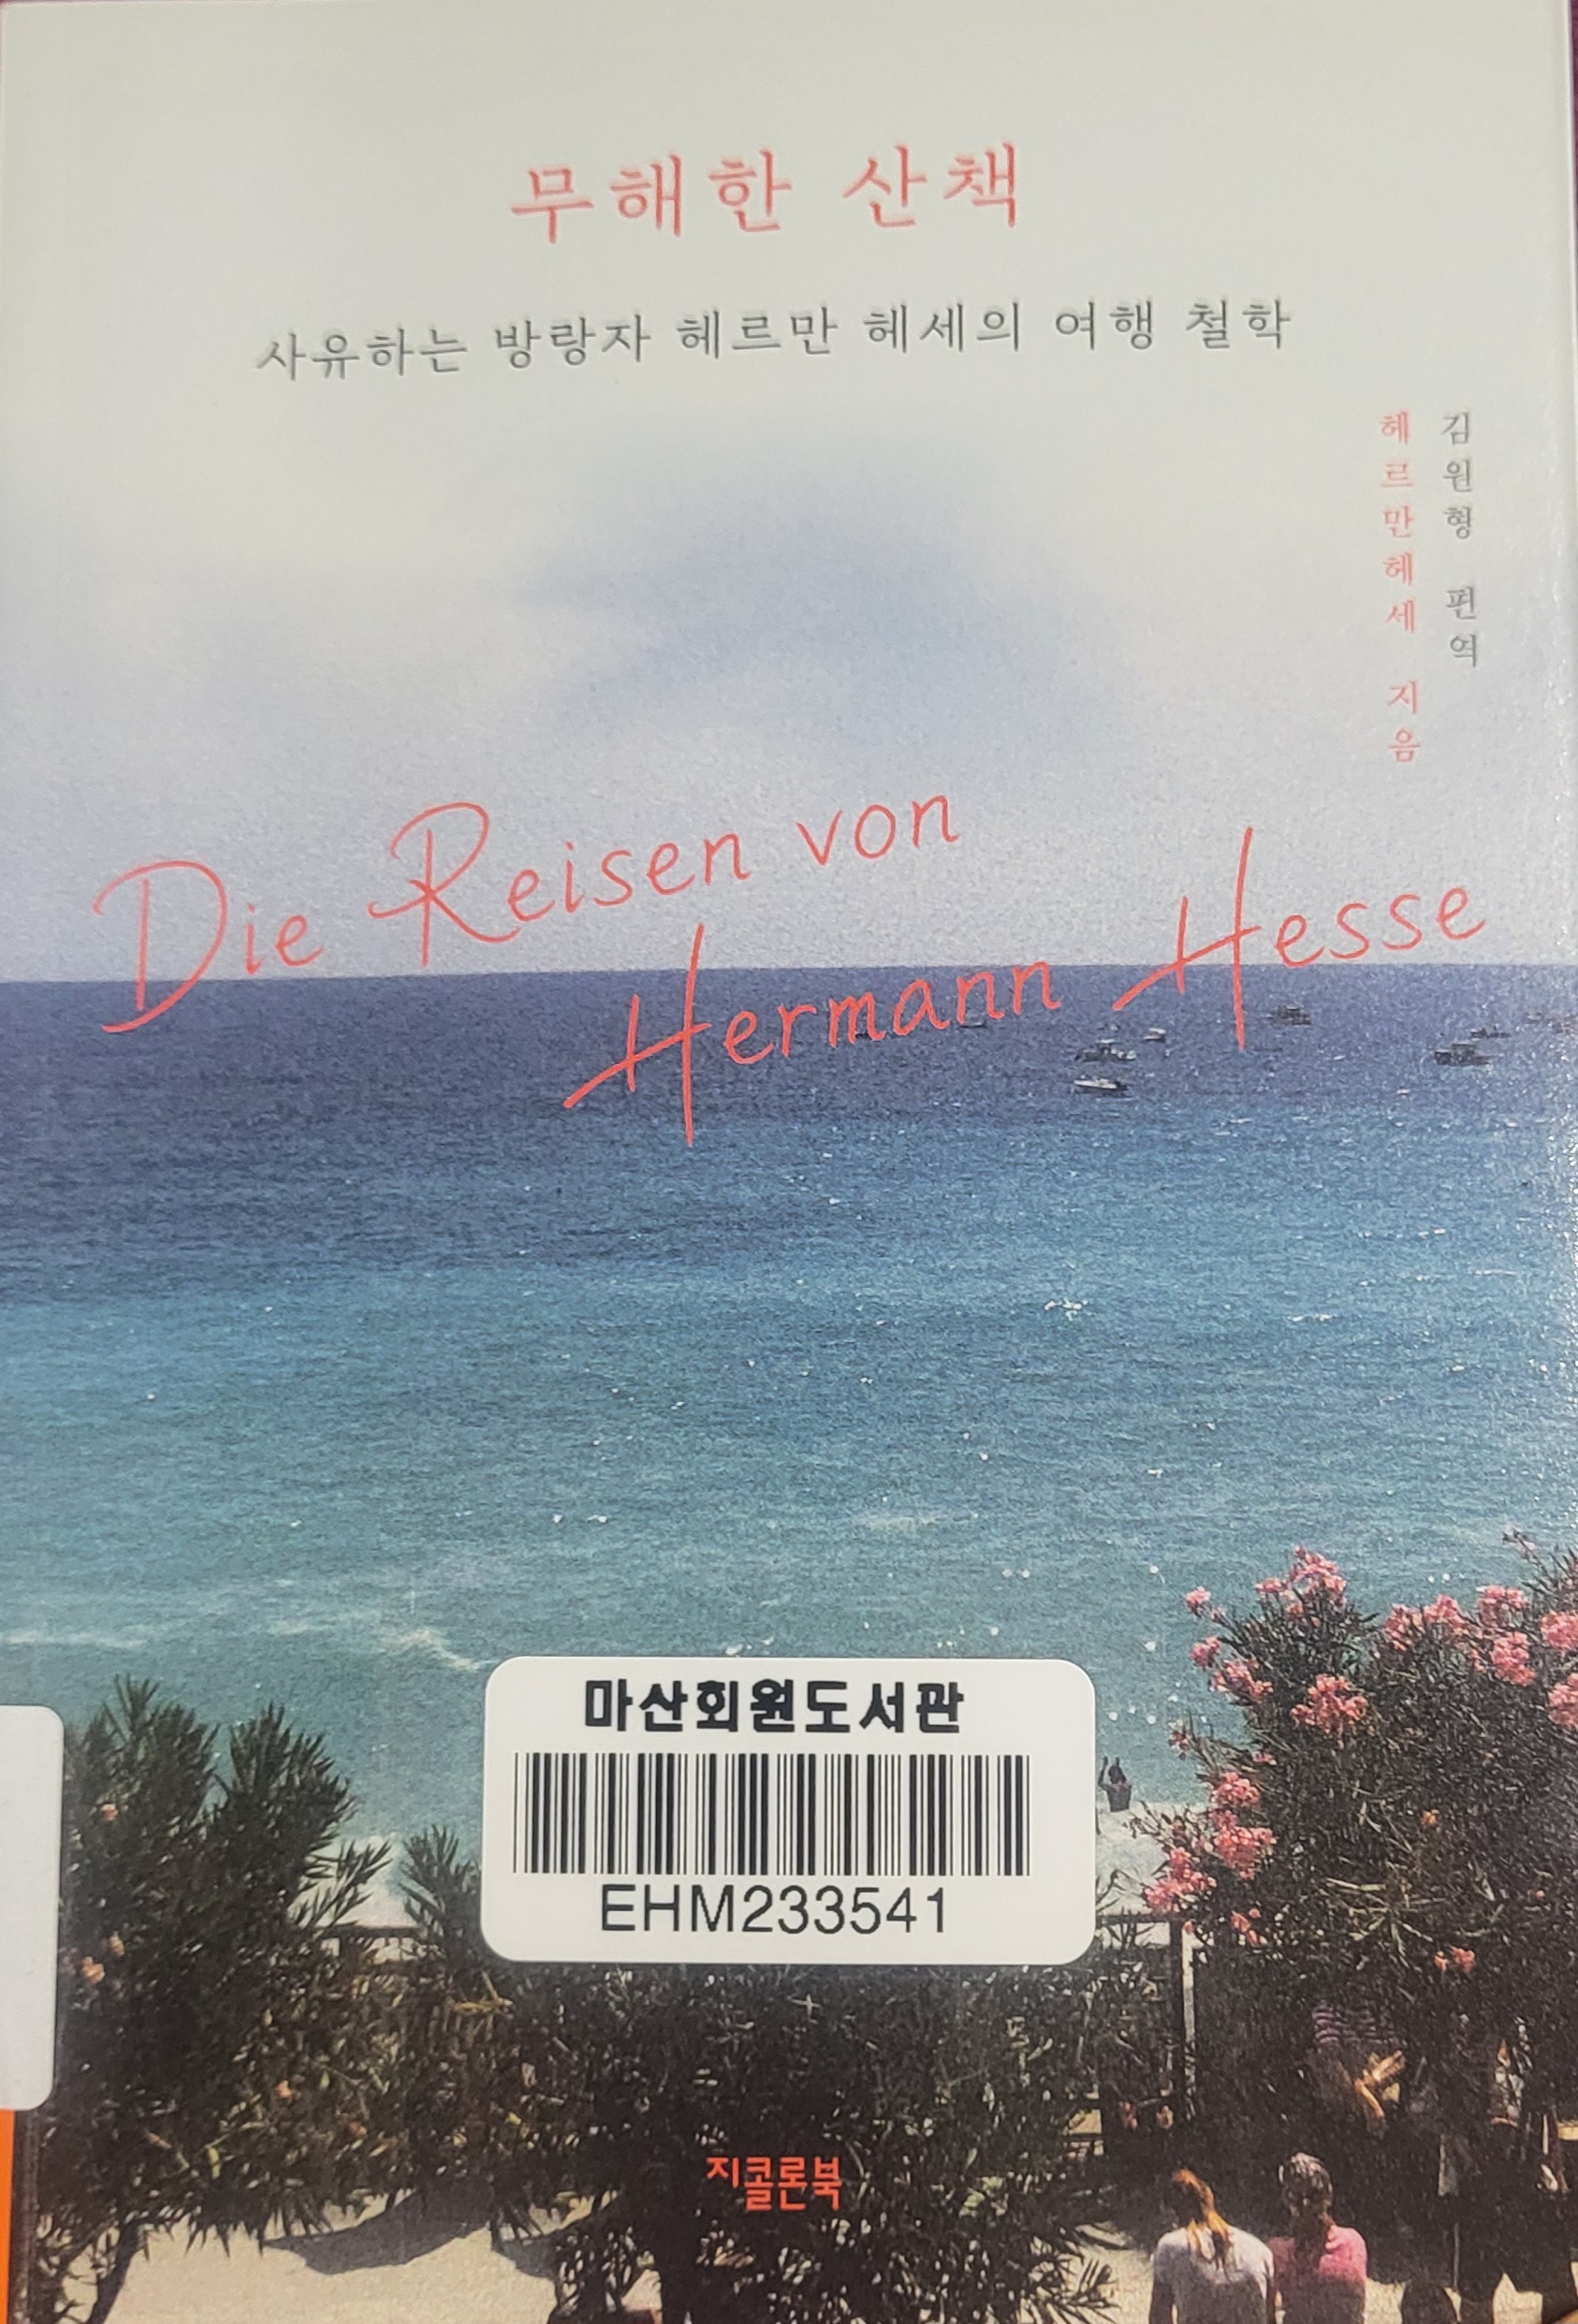 무해한 산책
사유하는 방랑자 헤르만 헤세의 여행 철학
김원형 편역
헤르만헤세 지음
Die Reisen von
Hermann Hesse
마산회원도서관
EHM233541
지콜론북